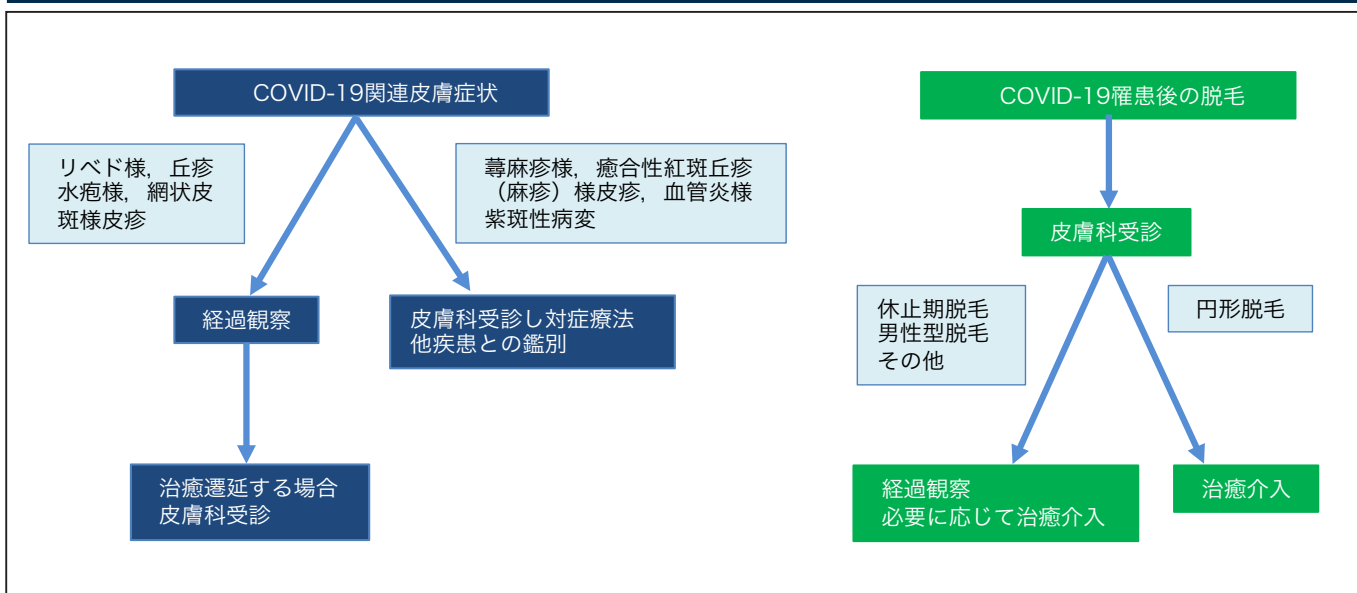 COVID-19関連皮膚症状
リベド様，丘疹
水疱様，網状皮
斑様皮疹
蕁麻疹様，癒合性紅斑丘疹
（麻疹）様皮疹，血管炎様
紫斑性病変
経過観察
皮膚科受診し対症療法
他疾患との鑑別
治癒遷延する場合
皮膚科受診
COVID-19罹患後の脱毛
皮膚科受診
休止期脱毛
男性型脱毛
その他
円形脱毛
経過観察
必要に応じて治癒介入
治癒介入